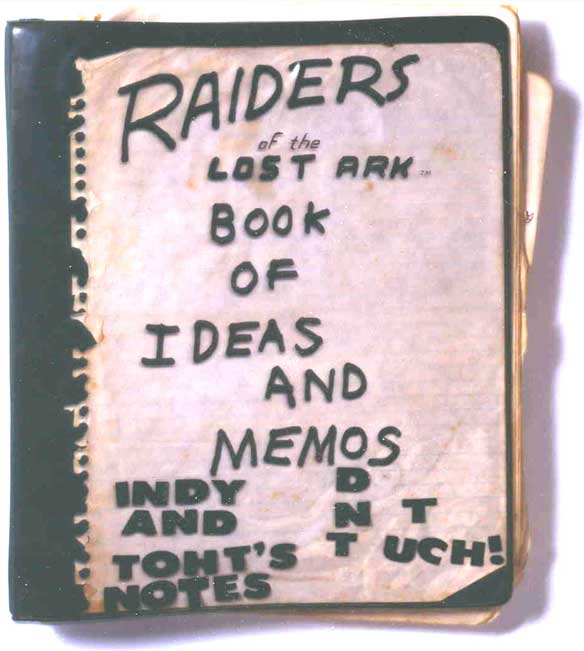 RAIDERS
of the
LOST ARK™
BOOK
OF
IDEAS
AND
MEMOS
INDY
AND
TOHT'S
NOTES
D
N T
T UCH!